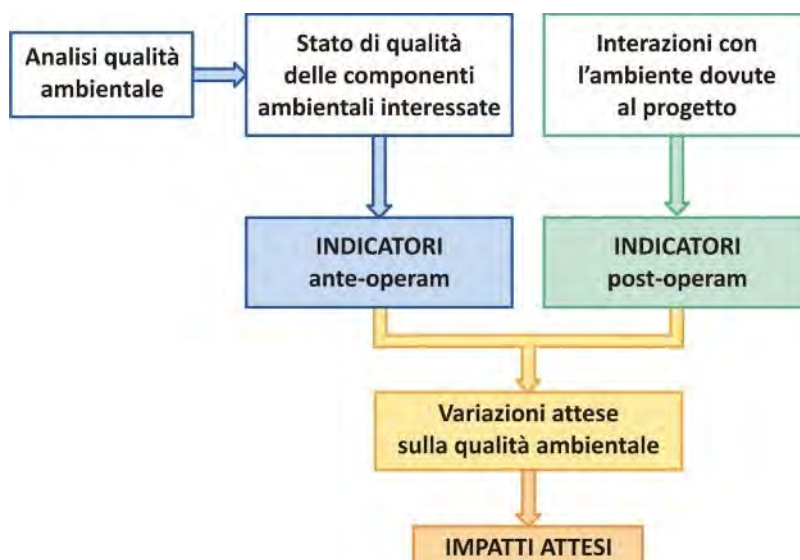 Analisi qualità
ambientale
Stato di qualità
delle componenti
ambientali interessate
Interazioni con
l'ambiente dovute
al progetto
INDICATORI
ante-operam
INDICATORI
post-operam
Variazioni attese
sulla qualità ambientale
IMPATTI ATTESI